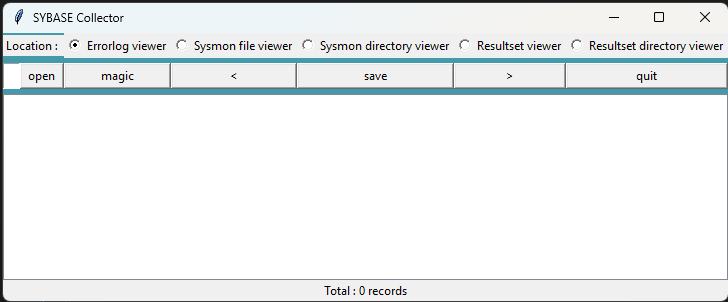 SYBASE Collector
Location : Errorlog viewer Sysmon file viewer Sysmon directory viewer Resultset viewer Resultset directory viewer
open magic < save > quit
Total : 0 records